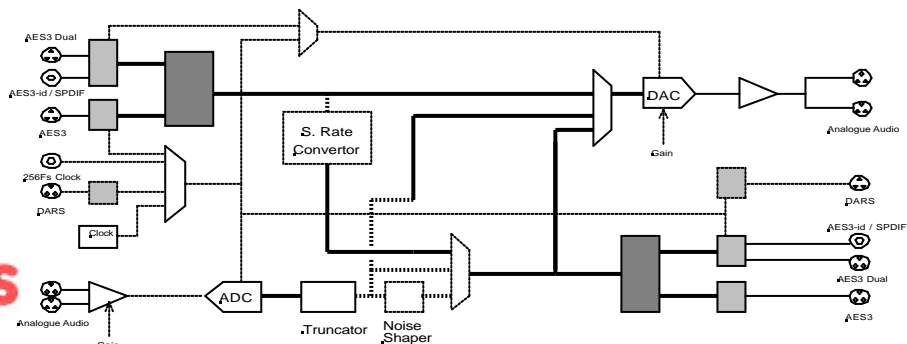 AES3 Dual
AES3-id / SPDIF
AES3
256Fs Clock
DARS
Clock
Analogue Audio
Gain
ADC
Truncator
Noise
Shaper
S. Rate
Convertor
DAC
Gain
Analogue Audio
DARS
AES3-id / SPDIF
AES3 Dual
AES3
s